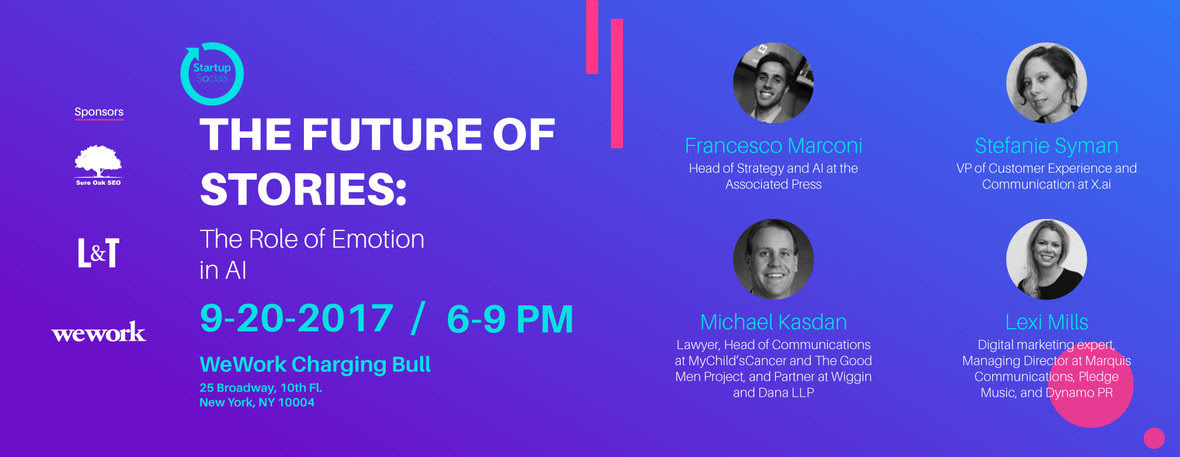 Startup
Socials
Sponsors
Sure Oak SEO
L&T
wework
THE FUTURE OF
STORIES:
The Role of Emotion
in AI
9-20-2017 / 6-9 PM
WeWork Charging Bull
25 Broadway, 10th Fl.
New York, NY 10004
Francesco Marconi
Head of Strategy and AI at the
Associated Press
Stefanie Syman
VP of Customer Experience and
Communication at X.ai
Michael Kasdan
Lawyer, Head of Communications
at MyChild'sCancer and The Good
Men Project, and Partner at Wiggin
and Dana LLP
Lexi Mills
Digital marketing expert,
Managing Director at Marquis
Communications, Pledge
Music, and Dynamo PR